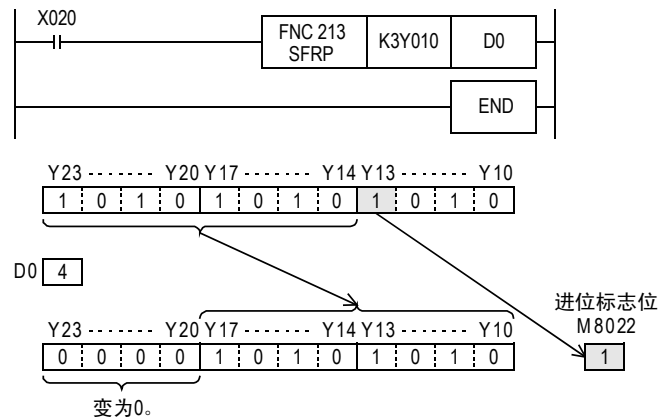 X020
FNC 213
SFRP
K3Y010
D0
END
Y23 ------- Y20 Y17 ------- Y14 Y13 ------- Y10
1 0 1 0 1 0 1 0 1 0 1 0
D0 4
进位标志位
M8022
Y23 ------- Y20 Y17 ------- Y14 Y13 ------- Y10
0 0 0 0 1 0 1 0 1 0 1 0
1
变为0。